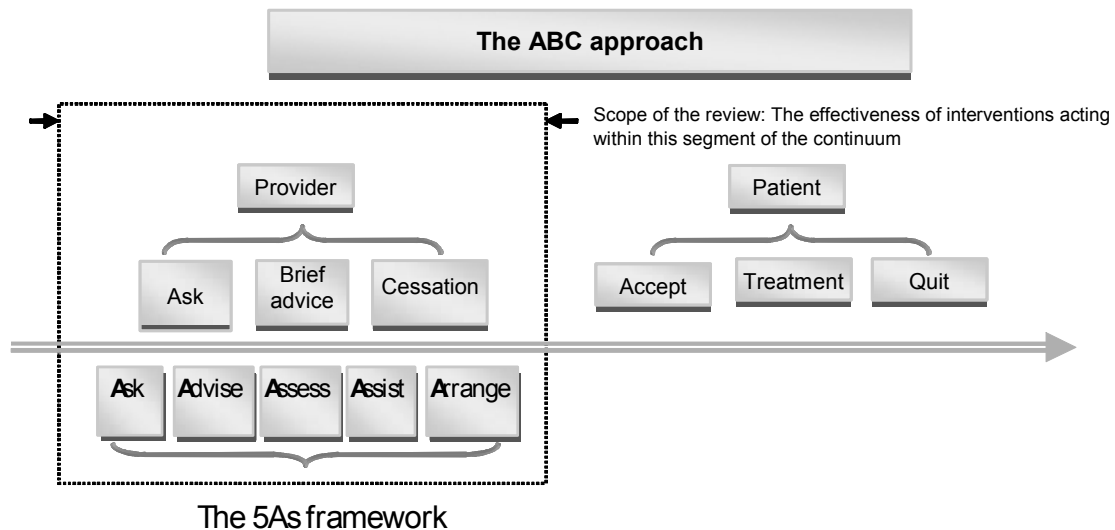 The ABC approach
Scope of the review: The effectiveness of interventions acting
within this segment of the continuum
Provider
Patient
Ask
Brief
advice
Cessation
Accept
Treatment
Quit
Ask
Advise
Assess
Assist
Arrange
The 5As framework